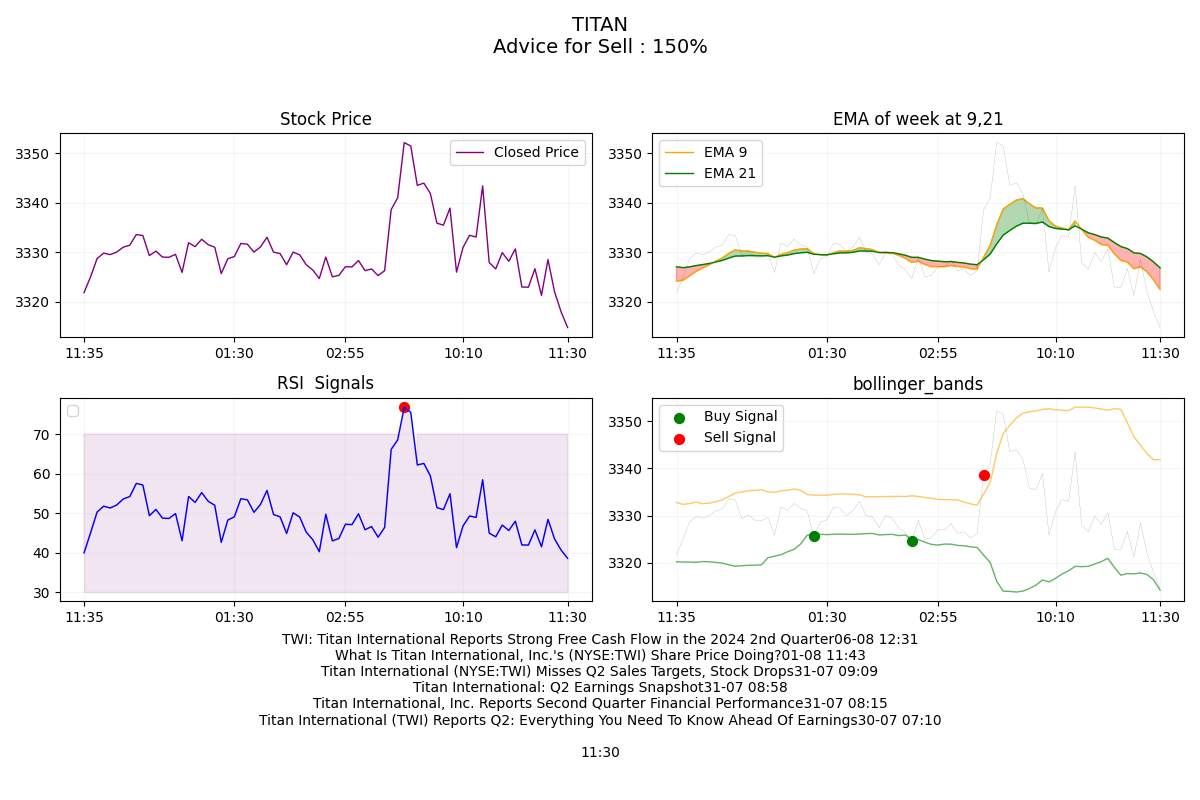 TITAN
Advice for Sell : 150%
Stock Price
3350
3340
3330
3320
Closed Price
11:35
01:30
02:55
10:10
11:30
EMA of week at 9,21
3350
3340
3330
3320
EMA 9
EMA 21
11:35
01:30
02:55
10:10
11:30
RSI  Signals
70
60
50
40
30
11:35
01:30
02:55
10:10
11:30
bollinger_bands
3350
3340
3330
3320
Buy Signal
Sell Signal
11:35
01:30
02:55
10:10
11:30
TWI: Titan International Reports Strong Free Cash Flow in the 2024 2nd Quarter06-08 12:31
What Is Titan International, Inc.'s (NYSE:TWI) Share Price Doing?01-08 11:43
Titan International (NYSE:TWI) Misses Q2 Sales Targets, Stock Drops31-07 09:09
Titan International: Q2 Earnings Snapshot31-07 08:58
Titan International, Inc. Reports Second Quarter Financial Performance31-07 08:15
Titan International (TWI) Reports Q2: Everything You Need To Know Ahead Of Earnings30-07 07:10
11:30